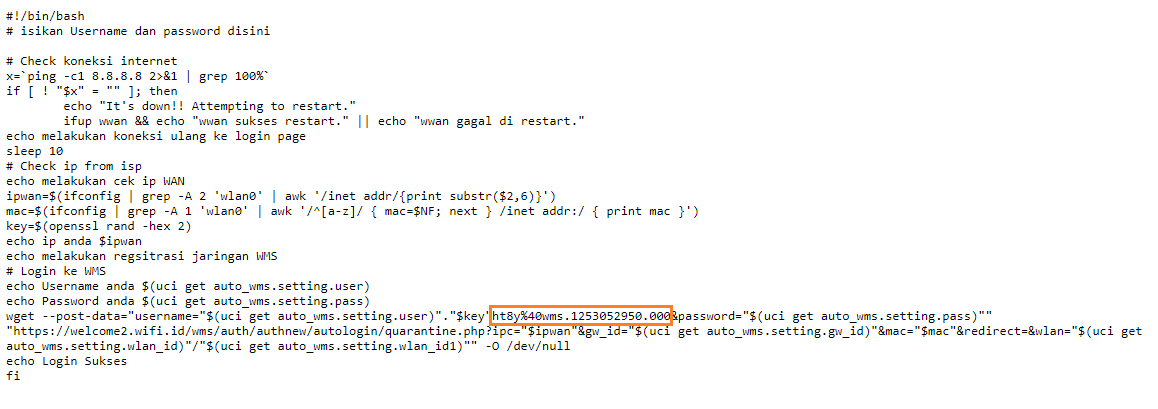 #!/bin/bash
# isikan Username dan password disini
# Check koneksi internet
x=`ping -c1 8.8.8.8 2>&1 | grep 100%`
if [ ! "$x" = "" ]; then
echo "It's down!! Attempting to restart."
ifup wwan && echo "wwan sukses restart." || echo "wwan gagal di restart."
echo melakukan koneksi ulang ke login page
sleep 10
# Check ip from isp
echo melakukan cek ip WAN
ipwan=$(ifconfig | grep -A 2 'wlan0' | awk '/inet addr/{print substr($2,6)}')
mac=$(ifconfig | grep -A 1 'wlan0' | awk '/^[a-z]/ { mac=$NF; next } /inet addr:/ { print mac }')
key=$(openssl rand -hex 2)
echo ip anda $ipwan
echo melakukan regsitrasi jaringan WMS
# Login ke WMS
echo Username anda $(uci get auto_wms.setting.user)
echo Password anda $(uci get auto_wms.setting.pass)
wget --post-data="username="$(uci get auto_wms.setting.user)"."$key"ht8y%40wms.1253052950.000&password="$(uci get auto_wms.setting.pass)""
"https://welcome2.wifi.id/wms/auth/authnew/autologin/quarantine.php?ipc="$ipwan"&gw_id="$(uci get auto_wms.setting.gw_id)"&mac="$mac"&redirect=&wlan="$(uci get
auto_wms.setting.wlan_id)"/"$(uci get auto_wms.setting.wlan_id1)"" -O /dev/null
echo Login Sukses
fi